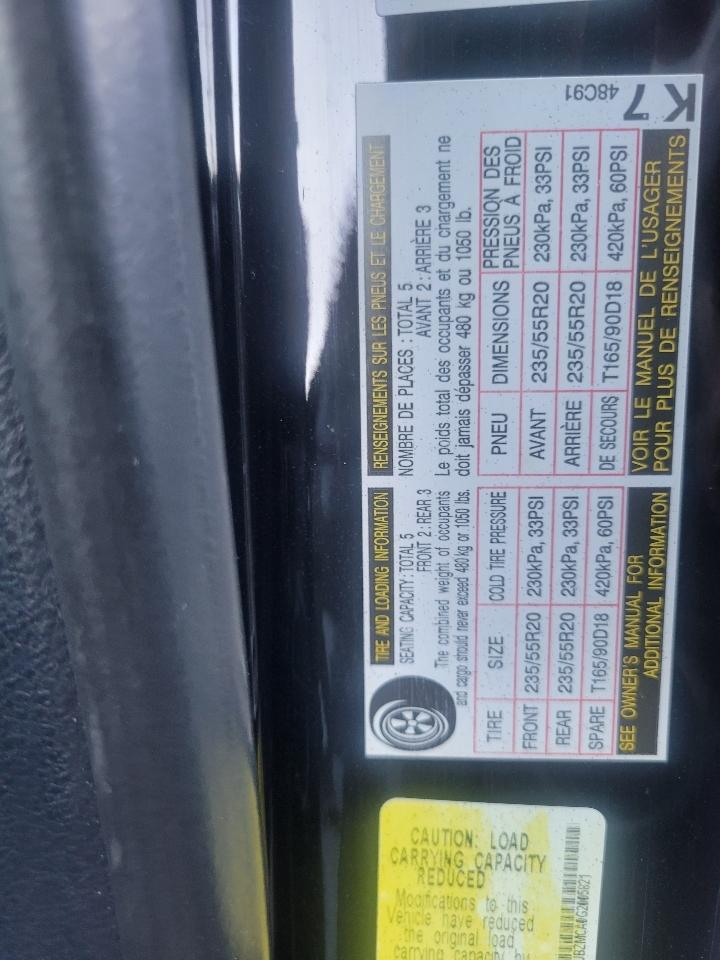 TIRE AND LOADING INFORMATION
SEATING CAPACITY : TOTAL 5
FRONT 2 : REAR 3
The combined weight of occupants
and cargo should never exceed 480 kg or 1050 lbs.
TIRE SIZE COLD TIRE PRESSURE
FRONT 235/55R20 230kPa, 33PSI
REAR 235/55R20 230kPa, 33PSI
SPARE T165/90D18 420kPa, 60PSI
SEE OWNER'S MANUAL FOR
ADDITIONAL INFORMATION
RENSEIGNEMENTS SUR LES PNEUS ET LE CHARGEMENT
NOMBRE DE PLACES : TOTAL 5
AVANT 2 : ARRIÈRE 3
Le poids total des occupants et du chargement ne
doit jamais dépasser 480 kg ou 1050 lb.
PNEU DIMENSIONS PRESSION DES
PNEUS À FROID
AVANT 235/55R20 230kPa, 33PSI
ARRIÈRE 235/55R20 230kPa, 33PSI
DE SECOURS T165/90D18 420kPa, 60PSI
VOIR LE MANUEL DE L'USAGER
POUR PLUS DE RENSEIGNEMENTS
48C91
K7
CAUTION: LOAD
CARRYING CAPACITY
REDUCED
Modifications to this
Vehicle have reduced
the original load
carrying capacity by